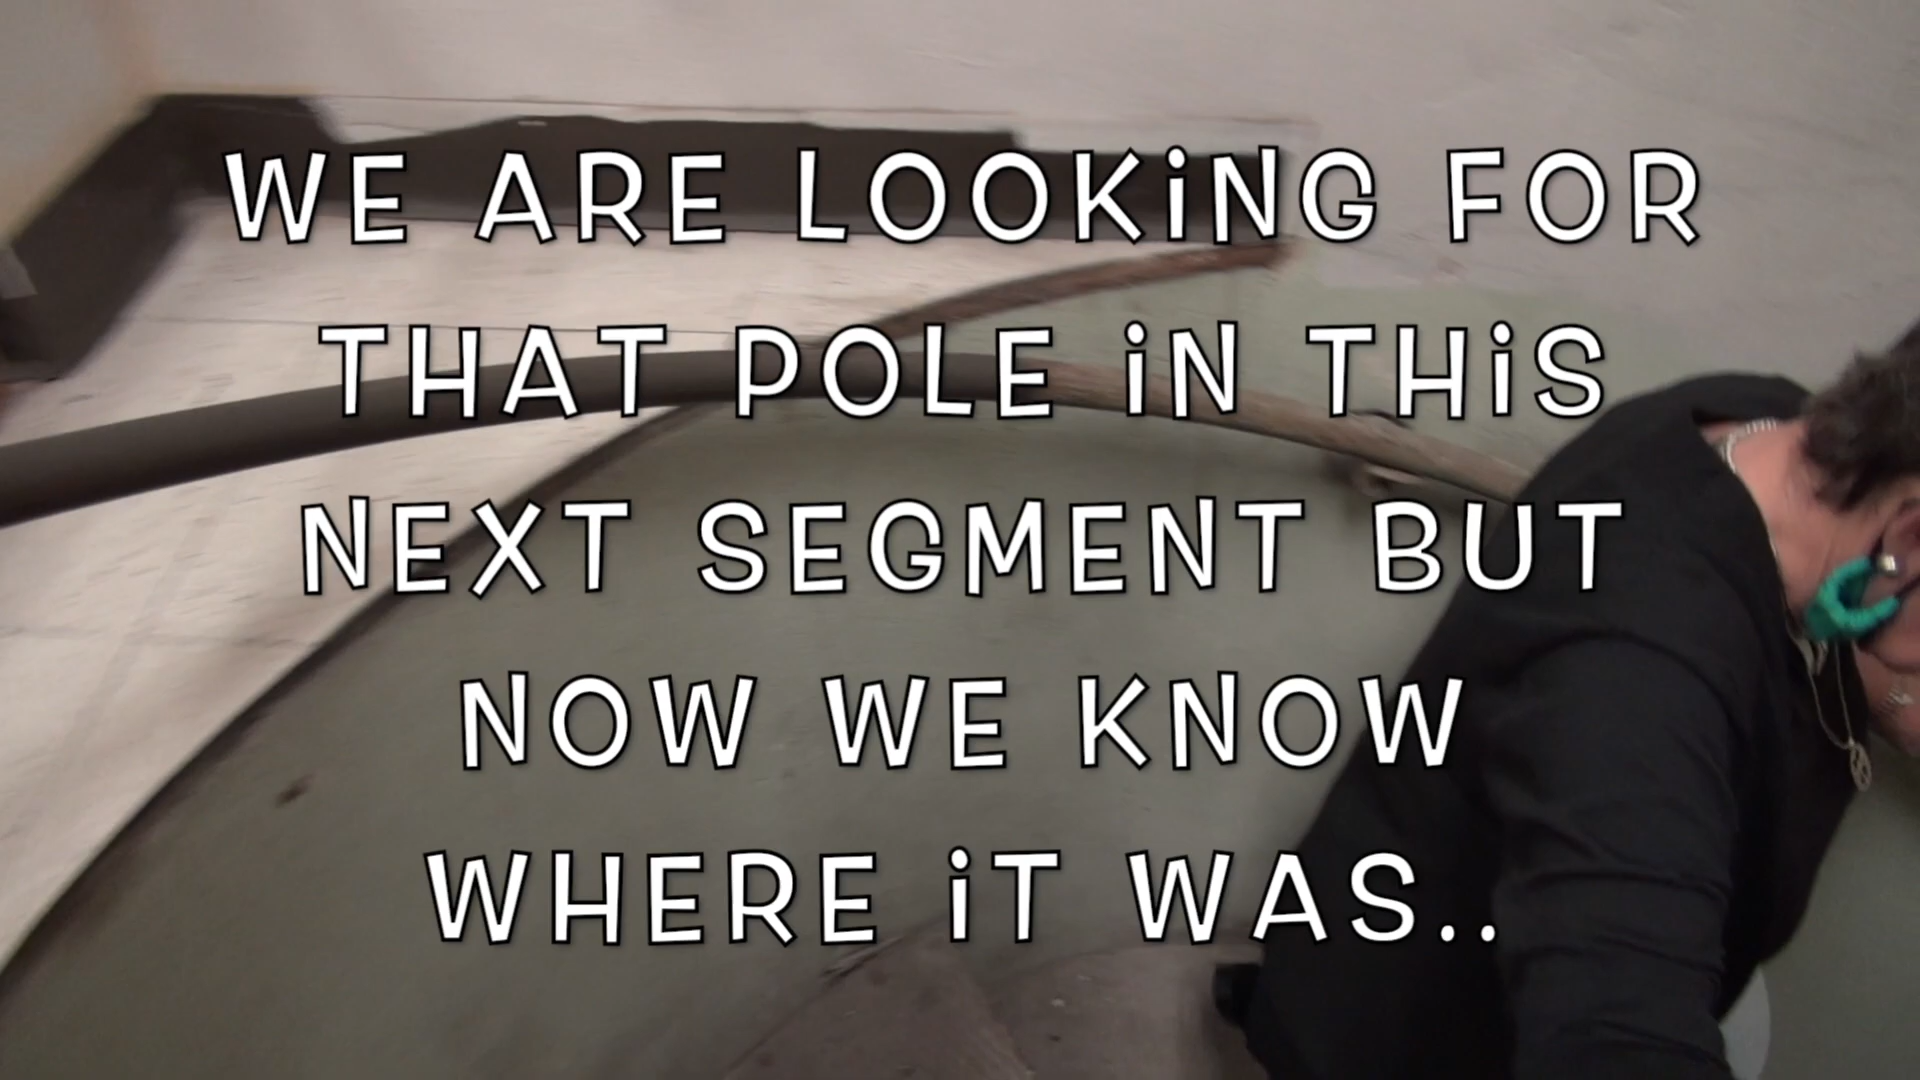 WE ARE LOOKiNG FOR
THAT POLE iN THiS
NEXT SEGMENT BUT
NOW WE KNOW
WHERE iT WAS..